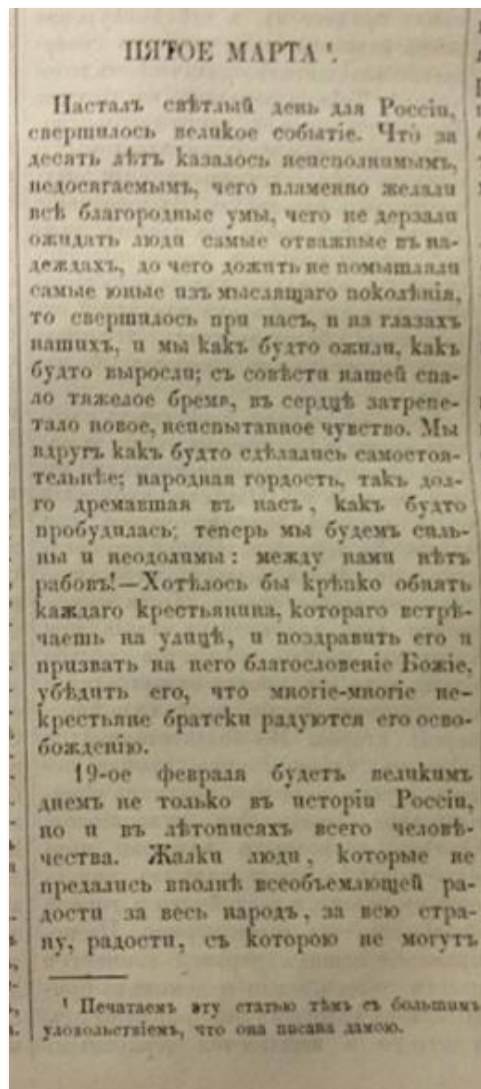 ПЯТОЕ МАРТА ¹.
Насталъ свѣтлый день для Россіи,
свершилось великое событіе. Что за
десять лѣтъ казалось неисполнимымъ,
недосягаемымъ, чего пламенно желали
всѣ благородные умы, чего не дерзали
ожидать люди самые отважные въ на-
деждахъ, до чего дожить не помышляли
самые юные изъ мыслящаго поколѣнія,
то свершилось при насъ, и на глазахъ
нашихъ, и мы какъ будто ожили, какъ
будто выросли; съ совѣсти нашей спа-
ло тяжелое бремя, въ сердцѣ затрепе-
тало новое, неиспытанное чувство. Мы
вдругъ какъ будто сдѣлались самостоя-
тельнѣе; народная гордость, такъ дол-
го дремавшая въ насъ, какъ будто
пробудилась; теперь мы будемъ силь-
ны и неодолимы: между нами нѣтъ
рабовъ!—Хотѣлось бы крѣпко обнять
каждаго крестьянина, котораго встрѣ-
чаешь на улицѣ, и поздравить его и
призвать на него благословеніе Божіе,
убѣдить его, что многіе-многіе не-
крестьяне братски радуются его осво-
божденію.
19-ое февраля будетъ великимъ
днемъ не только въ исторіи Россіи,
но и въ лѣтописяхъ всего человѣ-
чества. Жалки люди, которые не
предались вполнѣ всеобъемлющей ра-
дости за весь народъ, за всю стра-
ну, радости, съ которою не могутъ
¹ Печатаемъ эту статью тѣмъ съ большимъ
удовольствіемъ, что она писана дамою.